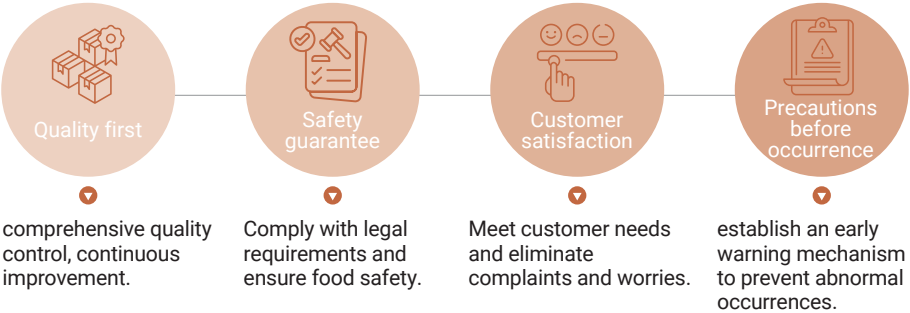 Quality first
comprehensive quality
control, continuous
improvement.
Safety
guarantee
Comply with legal
requirements and
ensure food safety.
Customer
satisfaction
Meet customer needs
and eliminate
complaints and worries.
Precautions
before
occurrence
establish an early
warning mechanism
to prevent abnormal
occurrences.